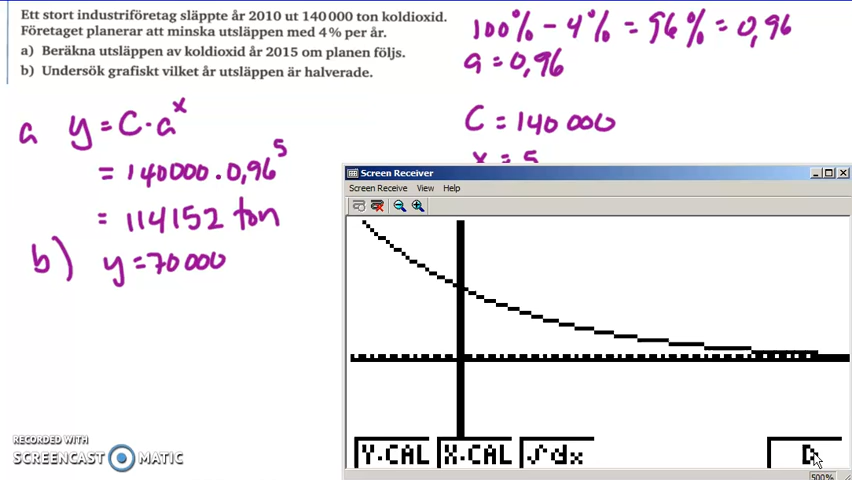 Ett stort industriföretag släppte år 2010 ut 140 000 ton koldioxid.
Företaget planerar att minska utsläppen med 4 % per år.
a) Beräkna utsläppen av koldioxid år 2015 om planen följs.
b) Undersök grafiskt vilket år utsläppen är halverade.
100% - 4% = 96% = 0,96
a = 0,96
C = 140 000
x = 5
a y = C · a^x
= 140000 · 0,96^5
= 114152 ton
b) y = 70 000
Screen Receiver
Screen Receive View Help
Y-CAL X-CAL ∫dx
RECORDED WITH
SCREENCAST MATIC
500%